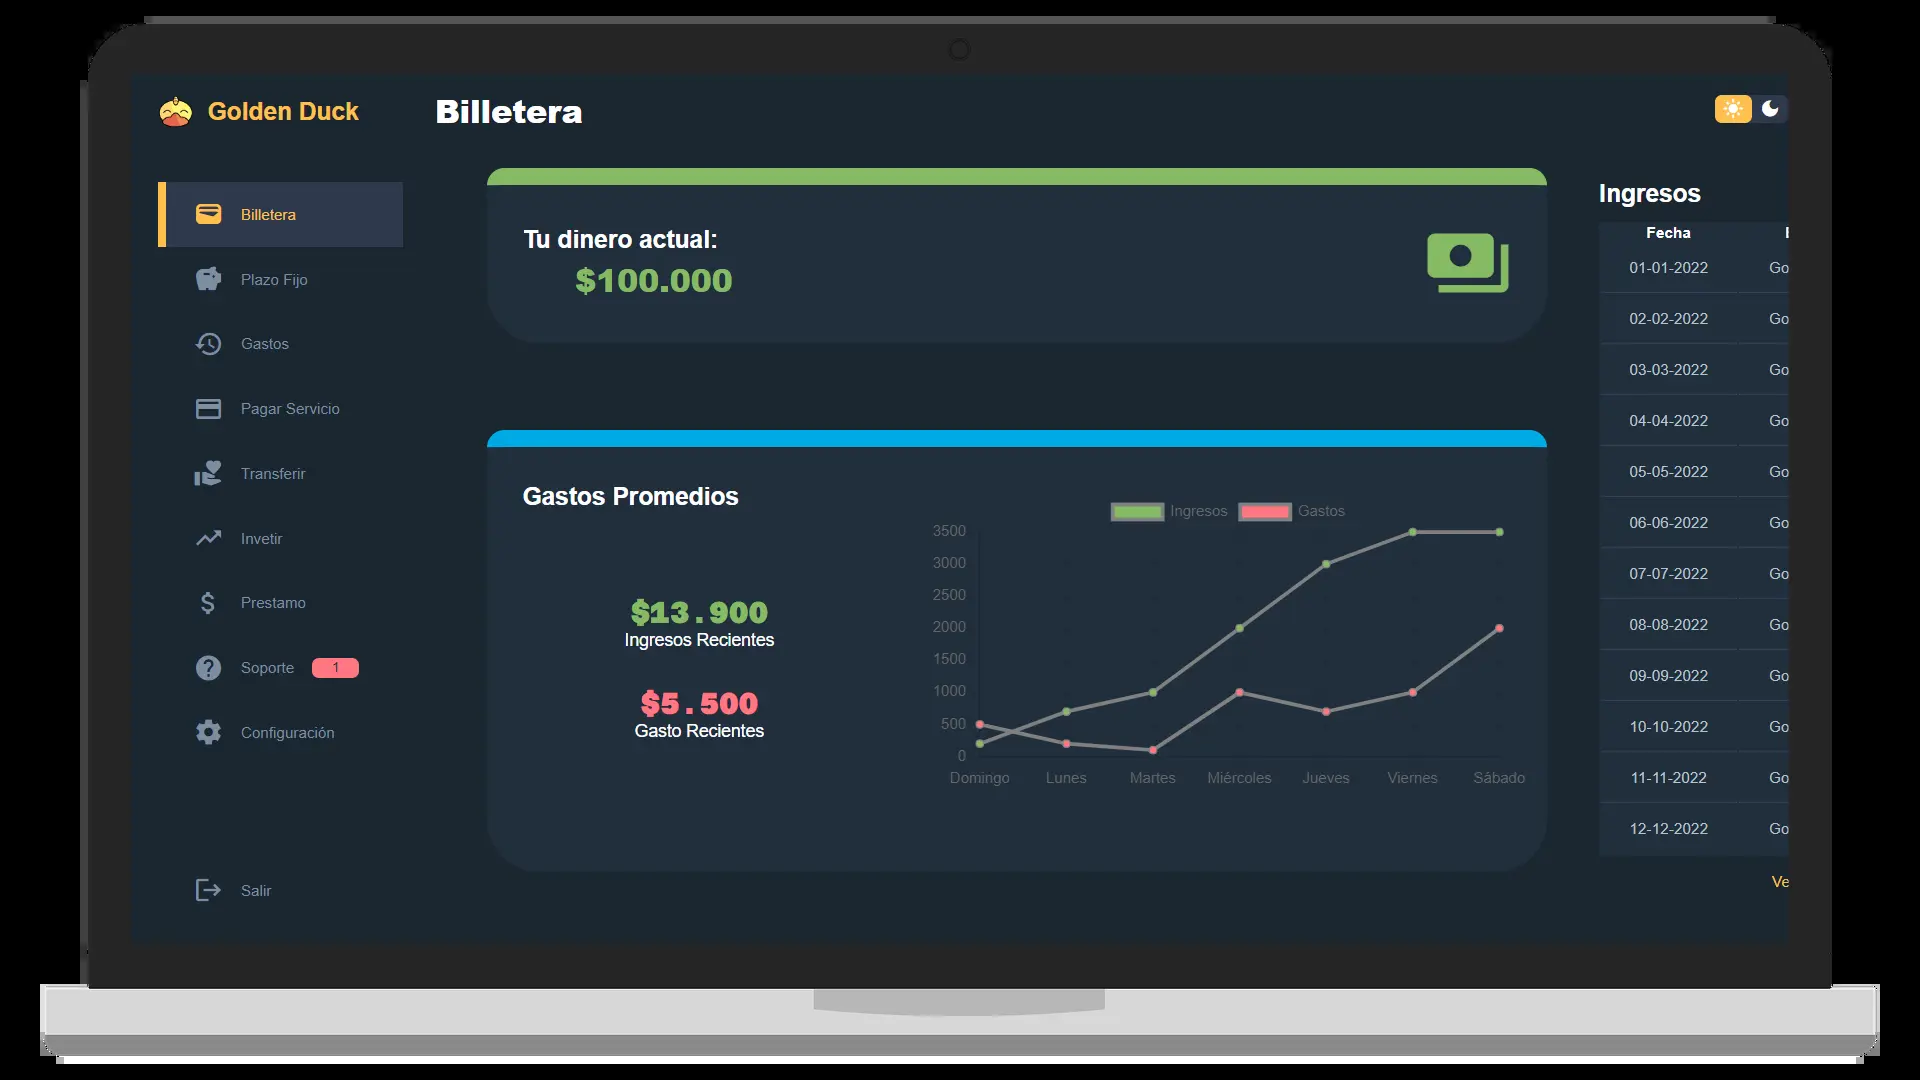 Golden Duck
Billetera
Billetera
Plazo Fijo
Gastos
Pagar Servicio
Transferir
Invetir
Prestamo
Soporte 1
Configuración
Salir
Tu dinero actual:
$100.000
Gastos Promedios
$13.900
Ingresos Recientes
$5.500
Gasto Recientes
Ingresos Gastos
3500
3000
2500
2000
1500
1000
500
0
Domingo Lunes Martes Miércoles Jueves Viernes Sábado
Ingresos
Fecha
01-01-2022 Go
02-02-2022 Go
03-03-2022 Go
04-04-2022 Go
05-05-2022 Go
06-06-2022 Go
07-07-2022 Go
08-08-2022 Go
09-09-2022 Go
10-10-2022 Go
11-11-2022 Go
12-12-2022 Go
Ve